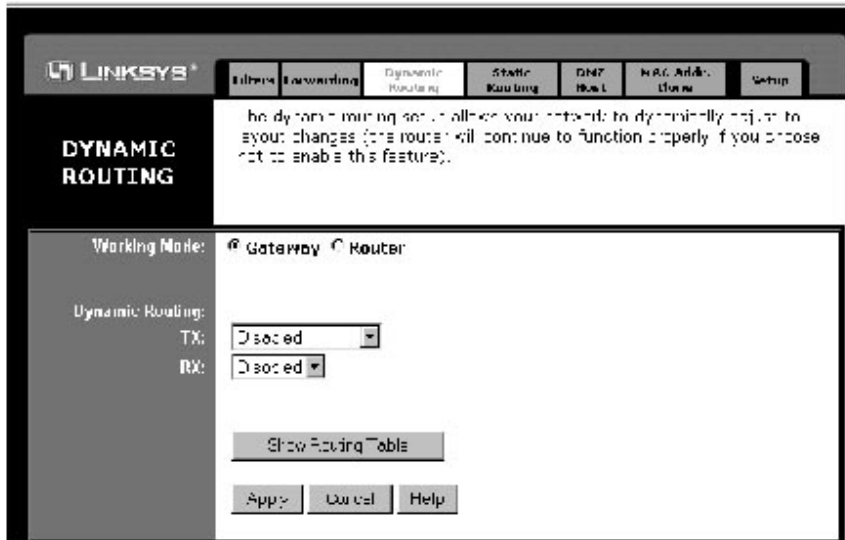 LINKSYS®
Filters Forwarding Dynamic Routing Static Routing DMZ Host MAC Addr. Clone Setup
DYNAMIC ROUTING
The dynamic routing setup allows your network to dynamically adjust to
layout changes (the router will continue to function properly if you choose
not to enable this feature).
Working Mode: Gateway Router
Dynamic Routing:
TX: Disabled
RX: Disabled
Show Routing Table
Apply Cancel Help